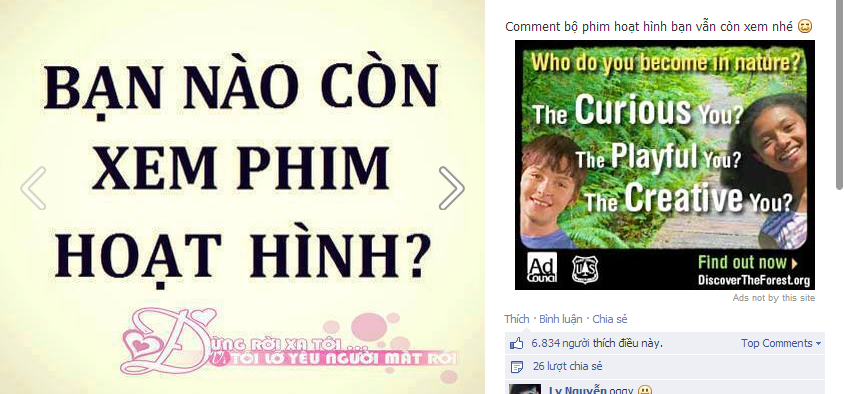 BẠN NÀO CÒN
XEM PHIM
HOẠT HÌNH?
ĐỪNG RỜI XA TÔI...
Vì TÔI LỠ YÊU NGƯỜI MẤT RỒI
Comment bộ phim hoạt hình bạn vẫn còn xem nhé
Who do you become in nature?
The Curious You?
The Playful You?
The Creative You?
Ad
Council
UAS
Find out now
DiscoverTheForest.org
Ads not by this site
Thích · Bình luận · Chia sẻ
6.834 người thích điều này.
Top Comments
26 lượt chia sẻ
Ly Nguyễn oggy